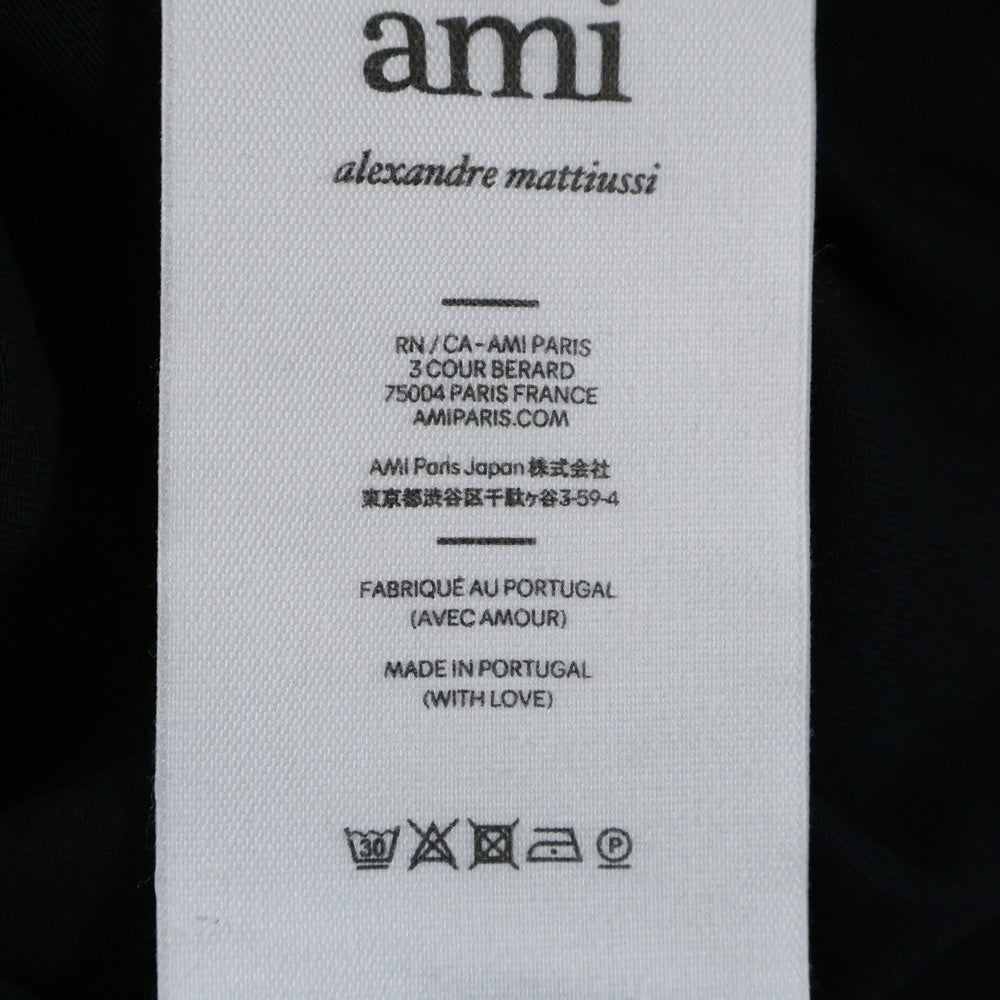 ami
alexandre mattiussi
RN / CA - AMI PARIS
3 COUR BERARD
75004 PARIS FRANCE
AMIPARIS.COM
AMI Paris Japan 株式会社
東京都渋谷区千駄ヶ谷3-59-4
FABRIQUÉ AU PORTUGAL
(AVEC AMOUR)
MADE IN PORTUGAL
(WITH LOVE)
30 P